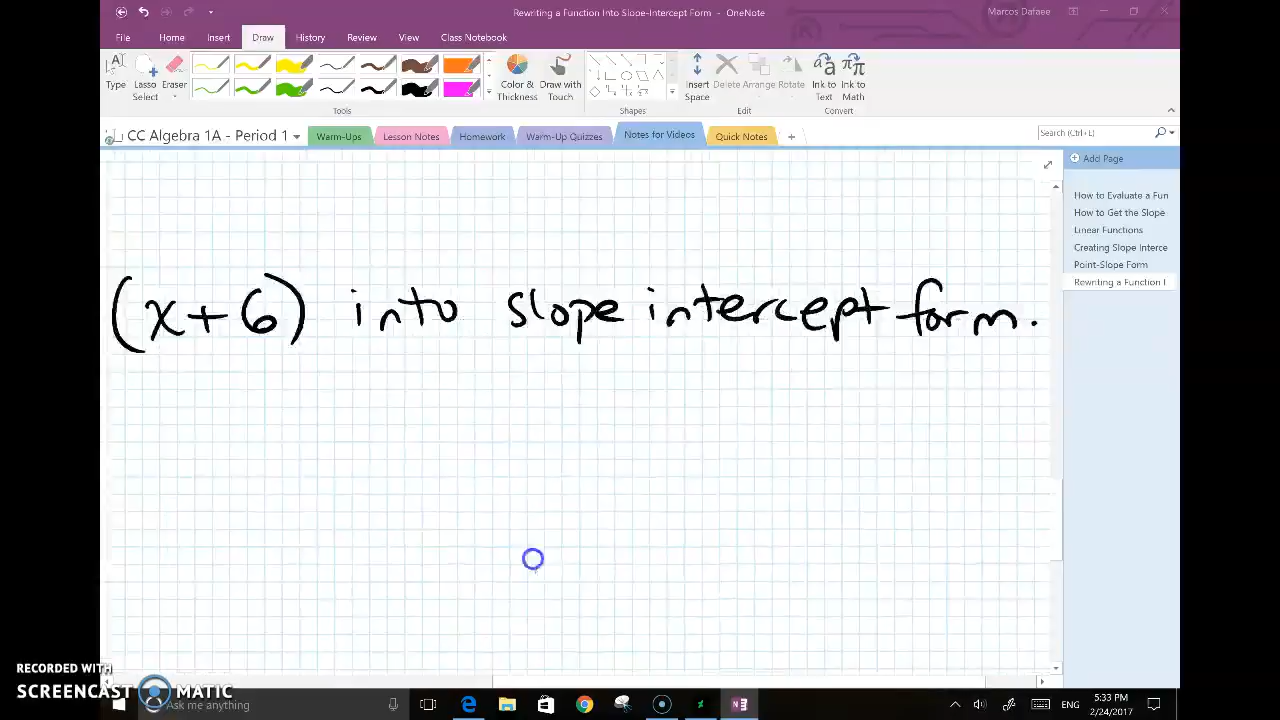 Rewriting a Function Into Slope-Intercept Form - OneNote
Marcos Dafaee
File Home Insert Draw History Review View Class Notebook
Type
Lasso Select
Eraser
Color & Thickness
Draw with Touch
Insert Space
Delete
Arrange
Rotate
Ink to Text
Ink to Math
Tools
Shapes
Edit
Convert
CC Algebra 1A - Period 1
Warm-Ups
Lesson Notes
Homework
Warm-Up Quizzes
Notes for Videos
Quick Notes
Search (Ctrl+L)
Add Page
How to Evaluate a Fun
How to Get the Slope
Linear Functions
Creating Slope Interce
Point-Slope Form
Rewriting a Function I
(x+6) into slope intercept form.
RECORDED WITH
SCREENCAST MATIC
Ask me anything
ENG
5:33 PM
2/24/2017